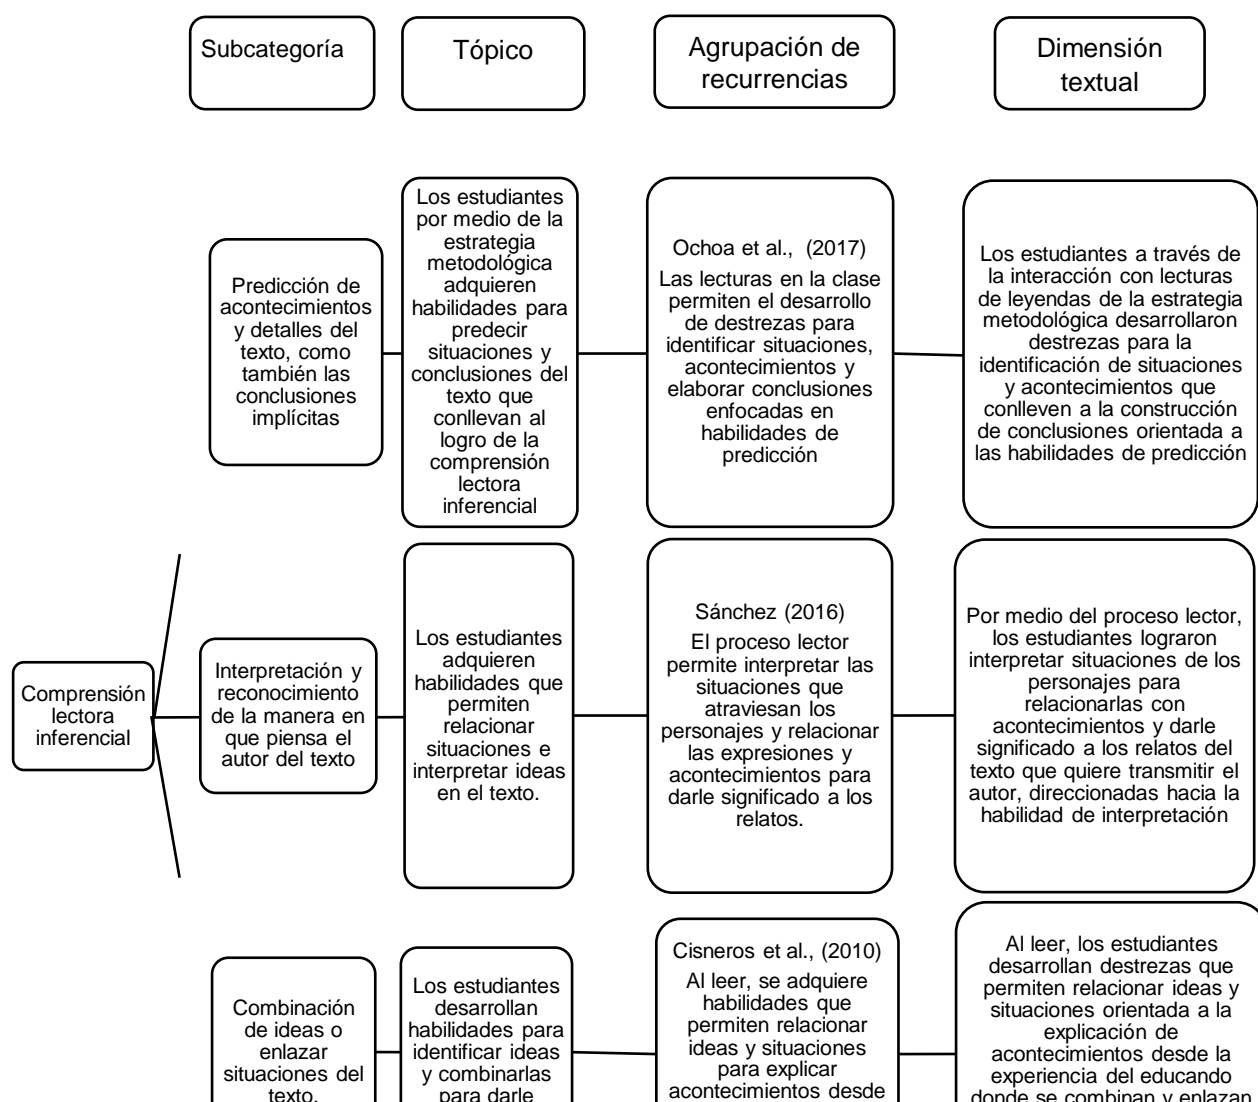 Subcategoría
Tópico
Agrupación de
recurrencias
Dimensión
textual
Predicción de
acontecimientos
y detalles del
texto, como
también las
conclusiones
implícitas
Los estudiantes
por medio de la
estrategia
metodológica
adquieren
habilidades para
predecir
situaciones y
conclusiones del
texto que
conllevan al
logro de la
comprensión
lectora
inferencial
Ochoa et al., (2017)
Las lecturas en la clase
permiten el desarrollo
de destrezas para
identificar situaciones,
acontecimientos y
elaborar conclusiones
enfocadas en
habilidades de
predicción
Los estudiantes a través de
la interacción con lecturas
de leyendas de la estrategia
metodológica desarrollaron
destrezas para la
identificación de situaciones
y acontecimientos que
conlleven a la construcción
de conclusiones orientada a
las habilidades de predicción
Comprensión
lectora
inferencial
Interpretación y
reconocimiento
de la manera en
que piensa el
autor del texto
Los estudiantes
adquieren
habilidades que
permiten
relacionar
situaciones e
interpretar ideas
en el texto.
Sánchez (2016)
El proceso lector
permite interpretar las
situaciones que
atraviesan los
personajes y relacionar
las expresiones y
acontecimientos para
darle significado a los
relatos.
Por medio del proceso lector,
los estudiantes lograron
interpretar situaciones de los
personajes para
relacionarlas con
acontecimientos y darle
significado a los relatos del
texto que quiere transmitir el
autor, direccionadas hacia la
habilidad de interpretación
Combinación
de ideas o
enlazar
situaciones del
texto.
Los estudiantes
desarrollan
habilidades para
identificar ideas
y combinarlas
para darle
Cisneros et al., (2010)
Al leer, se adquiere
habilidades que
permiten relacionar
ideas y situaciones
para explicar
acontecimientos desde
Al leer, los estudiantes
desarrollan destrezas que
permiten relacionar ideas y
situaciones orientada a la
explicación de
acontecimientos desde la
experiencia del educando
donde se combinan y enlazan